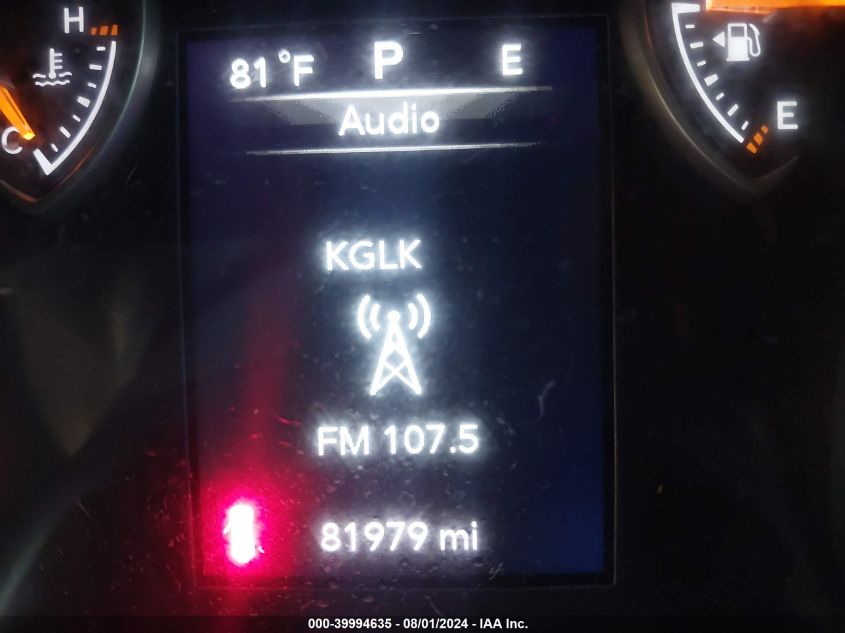 H
C
81°F P E
Audio
KGLK
FM 107.5
81979 mi
E
000-39994635 - 08/01/2024 - IAA Inc.